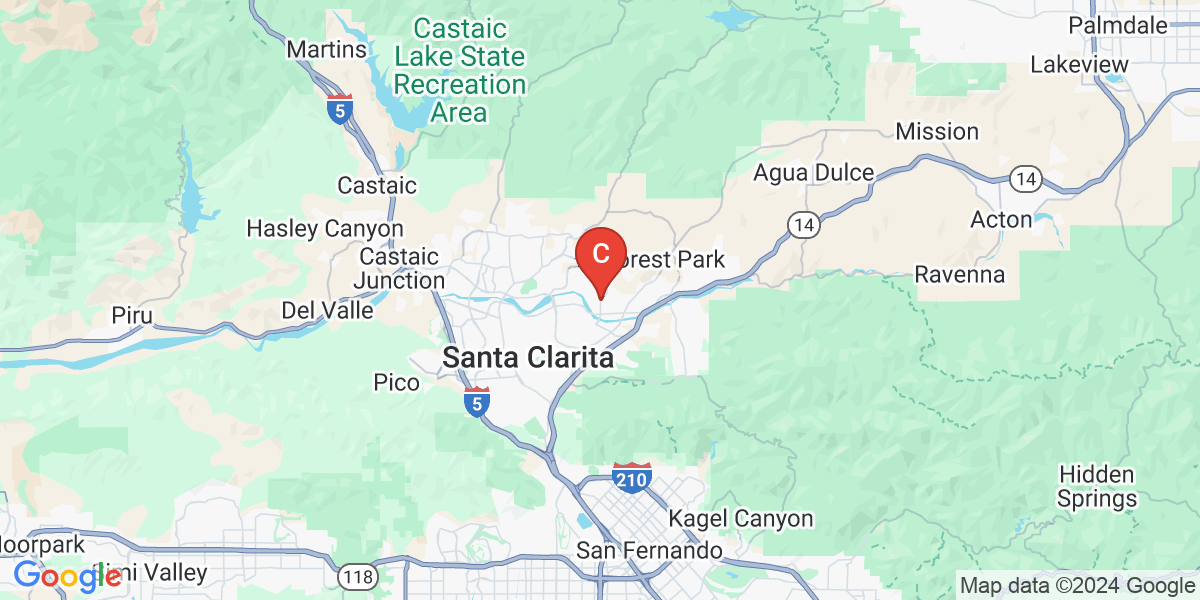 Castaic
Lake State
Recreation
Area
Palmdale
Martins
Lakeview
5
Mission
Agua Dulce
14
Castaic
Acton
Hasley Canyon
14
Castaic
Junction
C
orest Park
Ravenna
Del Valle
Piru
Santa Clarita
Pico
5
210
Hidden
Springs
Kagel Canyon
Moorpark
San Fernando
Google
Simi Valley
118
Map data ©2024 Google